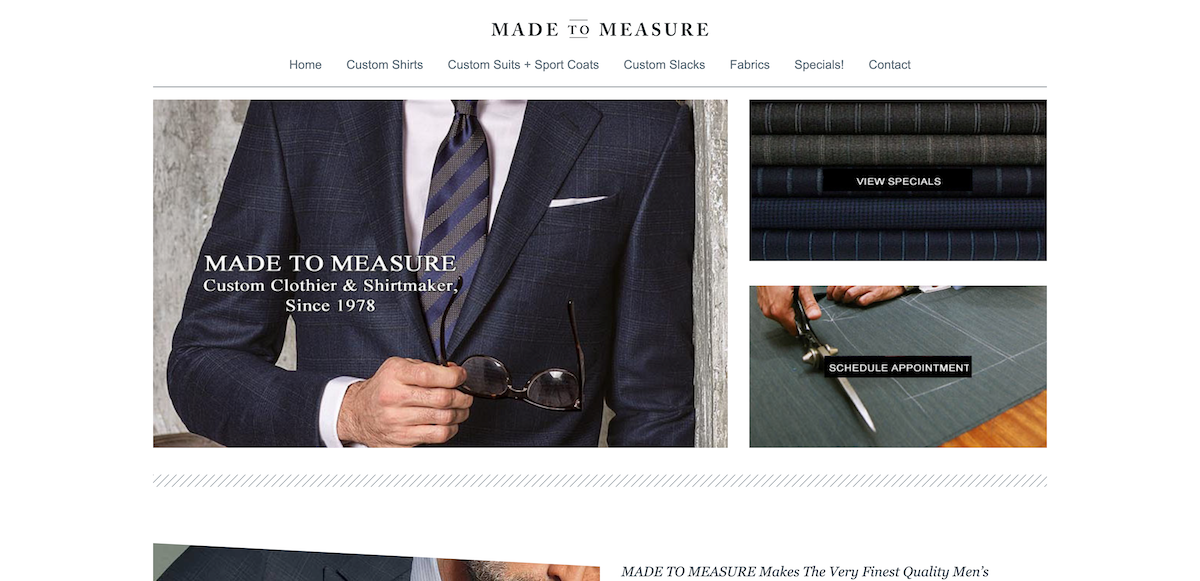 MADE TO MEASURE
Home Custom Shirts Custom Suits + Sport Coats Custom Slacks Fabrics Specials! Contact
MADE TO MEASURE
Custom Clothier & Shirtmaker,
Since 1978
VIEW SPECIALS
SCHEDULE APPOINTMENT
MADE TO MEASURE Makes The Very Finest Quality Men's